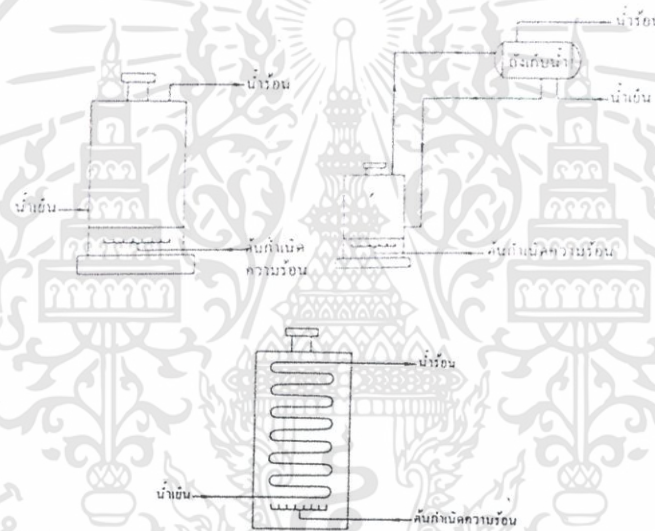 น้ำร้อน
น้ำเย็น
ต้นกำเนิด
ความร้อน
น้ำร้อน
ถังเก็บน้ำ
น้ำเย็น
ต้นกำเนิดความร้อน
น้ำร้อน
น้ำเย็น
ต้นกำเนิดความร้อน